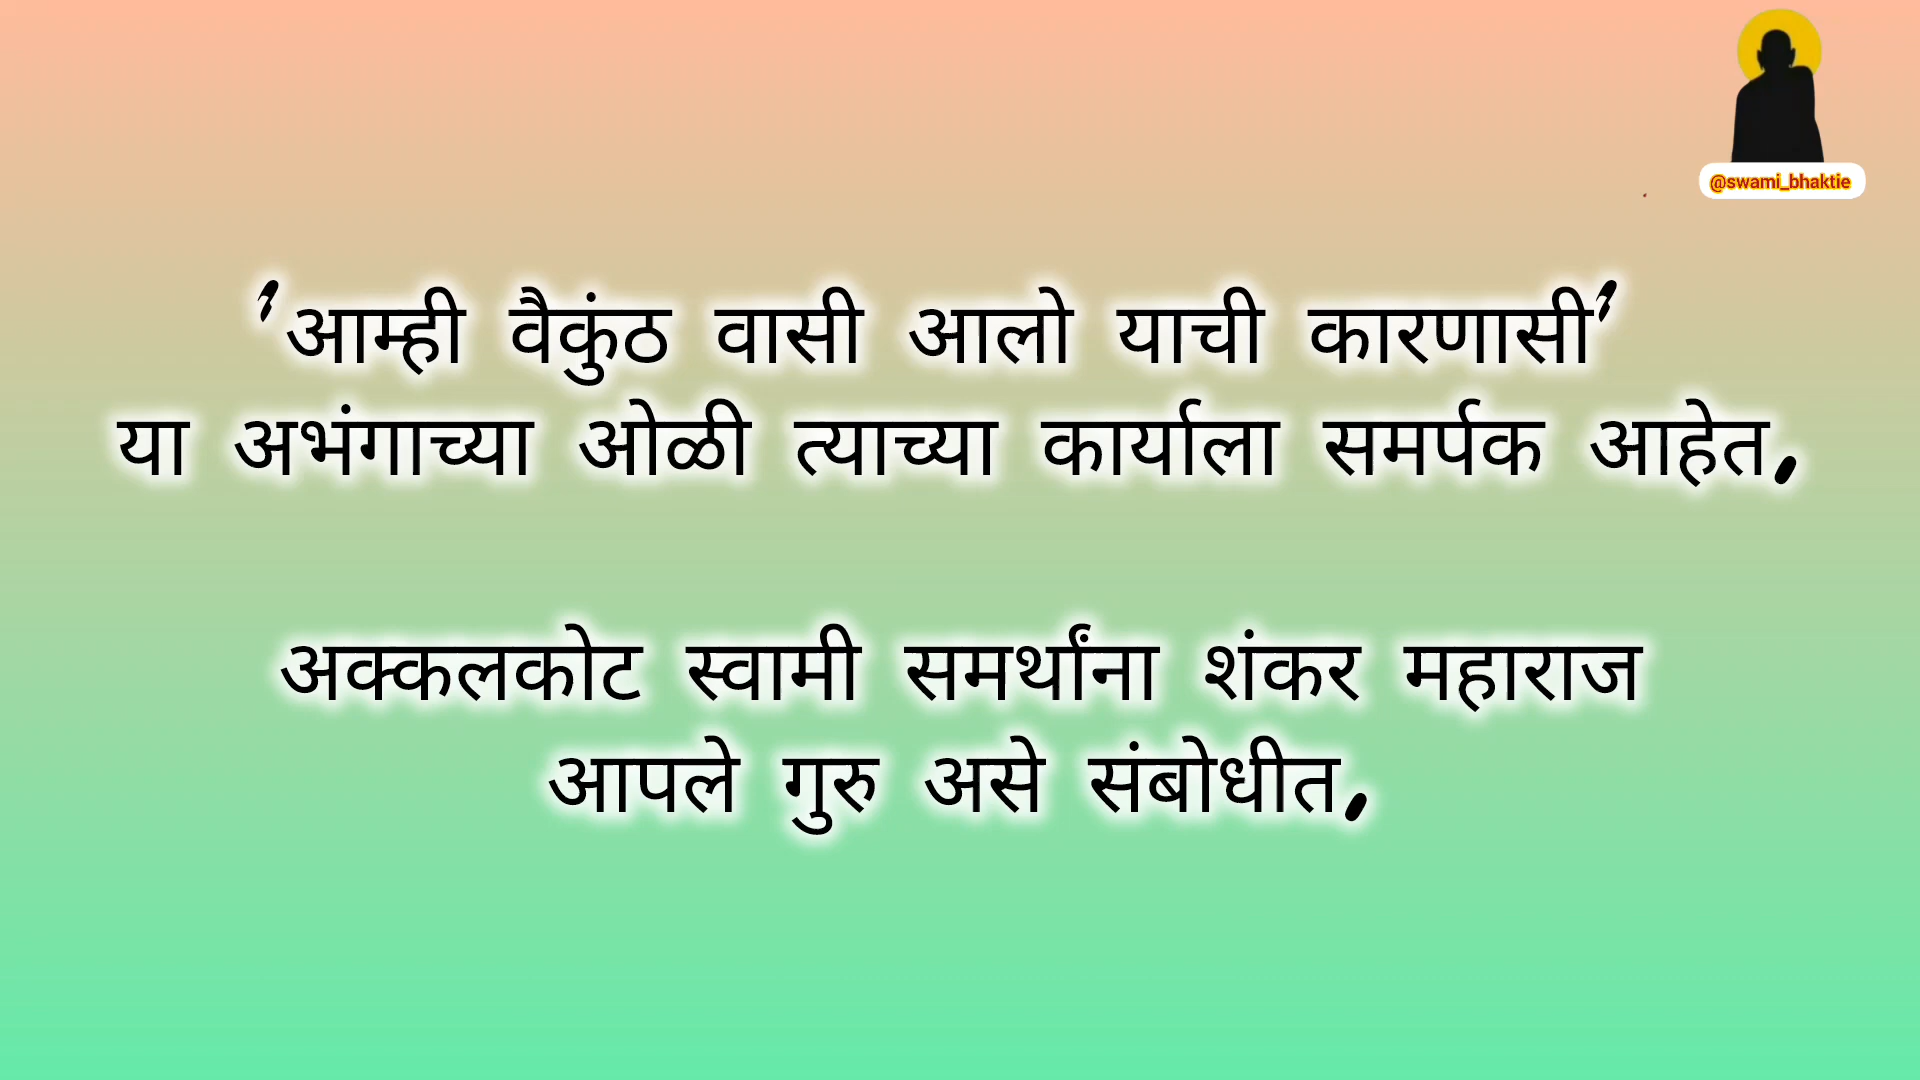 @swami_bhaktie
'आम्ही वैकुंठ वासी आलो याची कारणासी'
या अभंगाच्या ओळी त्याच्या कार्याला समर्पक आहेत,
अक्कलकोट स्वामी समर्थांना शंकर महाराज
आपले गुरु असे संबोधीत,